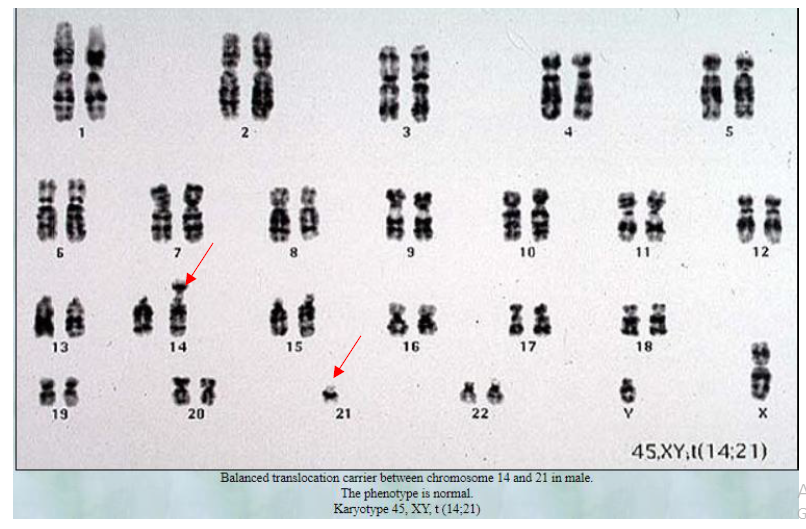 1 2 3 4 5
6 7 8 9 10 11 12
13 14 15 16 17 18
19 20 21 22 Y X
45,XY,t(14;21)
Balanced translocation carrier between chromosome 14 and 21 in male.
The phenotype is normal.
Karyotype 45, XY, t (14;21)
A
G